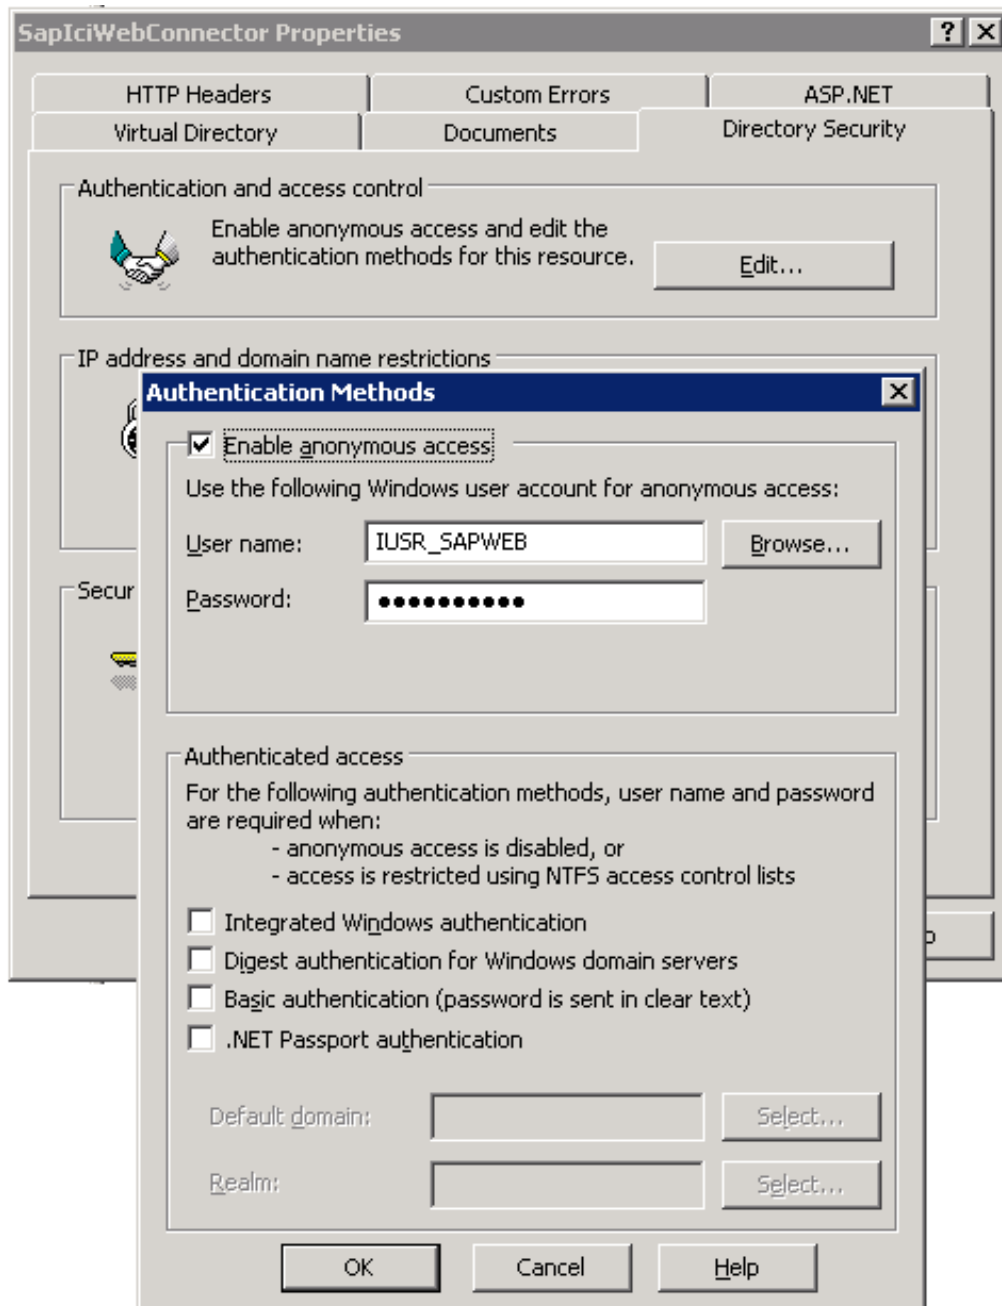 SapIciWebConnector Properties
HTTP Headers
Custom Errors
ASP.NET
Virtual Directory
Documents
Directory Security
Authentication and access control
Enable anonymous access and edit the
authentication methods for this resource.
Edit...
IP address and domain name restrictions
Authentication Methods
Enable anonymous access
Use the following Windows user account for anonymous access:
User name:
IUSR_SAPWEB
Browse...
Password:
●●●●●●●●●●
Secur
Authenticated access
For the following authentication methods, user name and password
are required when:
- anonymous access is disabled, or
- access is restricted using NTFS access control lists
Integrated Windows authentication
Digest authentication for Windows domain servers
Basic authentication (password is sent in clear text)
.NET Passport authentication
Default domain:
Select...
Realm:
Select...
OK
Cancel
Help